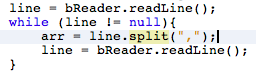 line = bReader.readLine();
while (line != null){
arr = line.split(",");
line = bReader.readLine();
}